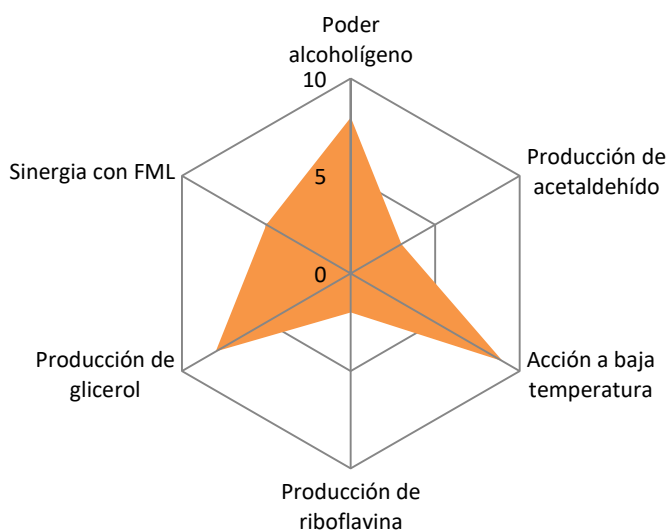 Poder
alcoholígeno
10
Producción de
acetaldehído
Sinergia con FML
5
0
Producción de
glicerol
Acción a baja
temperatura
Producción de
riboflavina